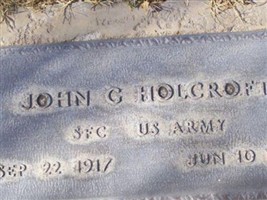 JOHN G HOLCROFT
SFC US ARMY
SEP 22 1917 JUN 10